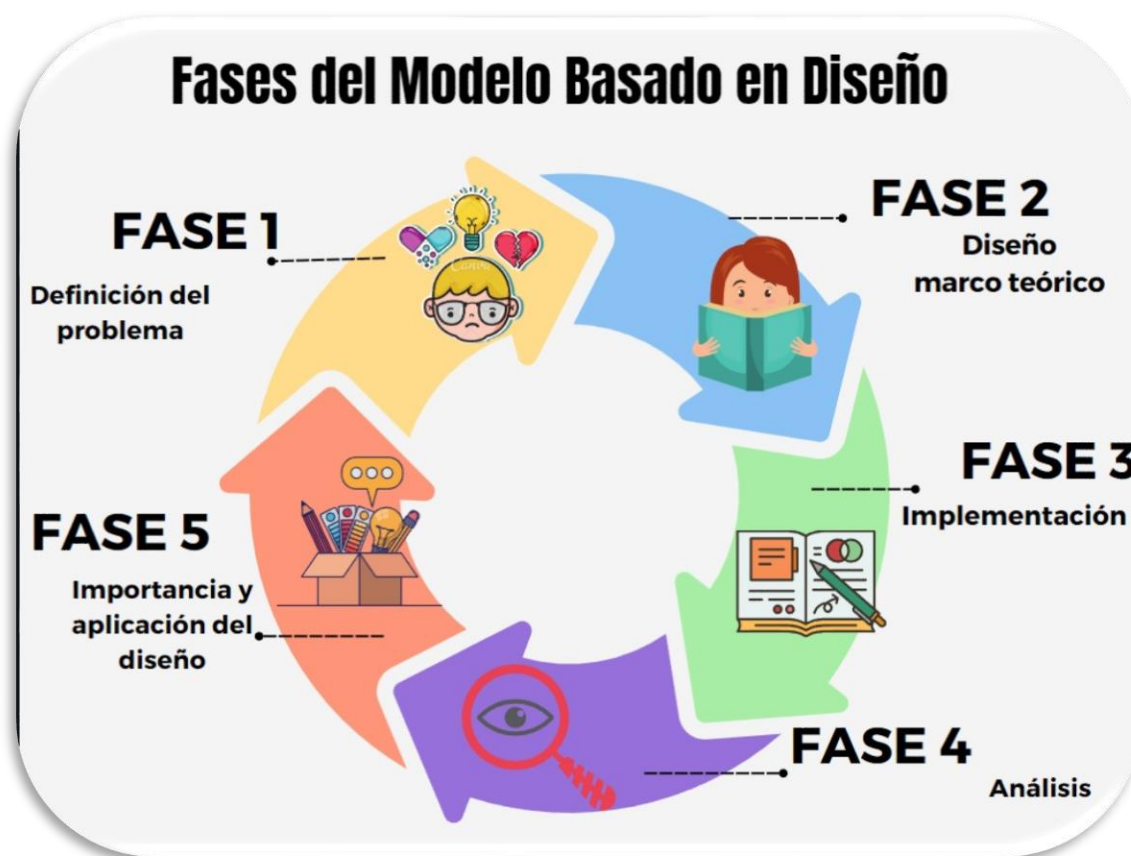 Fases del Modelo Basado en Diseño
FASE 1
Definición del
problema
FASE 2
Diseño
marco teórico
FASE 3
Implementación
FASE 4
Análisis
FASE 5
Importancia y
aplicación del
diseño